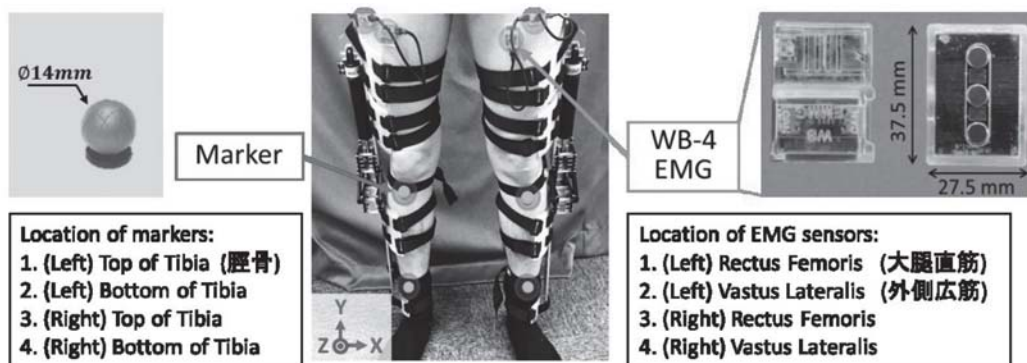 Ø14mm
Marker
WB-4
EMG
WB
37.5 mm
27.5 mm
Location of markers:
1. (Left) Top of Tibia (脛骨)
2. (Left) Bottom of Tibia
3. (Right) Top of Tibia
4. (Right) Bottom of Tibia
Y
Z
X
Location of EMG sensors:
1. (Left) Rectus Femoris (大腿直筋)
2. (Left) Vastus Lateralis (外側広筋)
3. (Right) Rectus Femoris
4. (Right) Vastus Lateralis